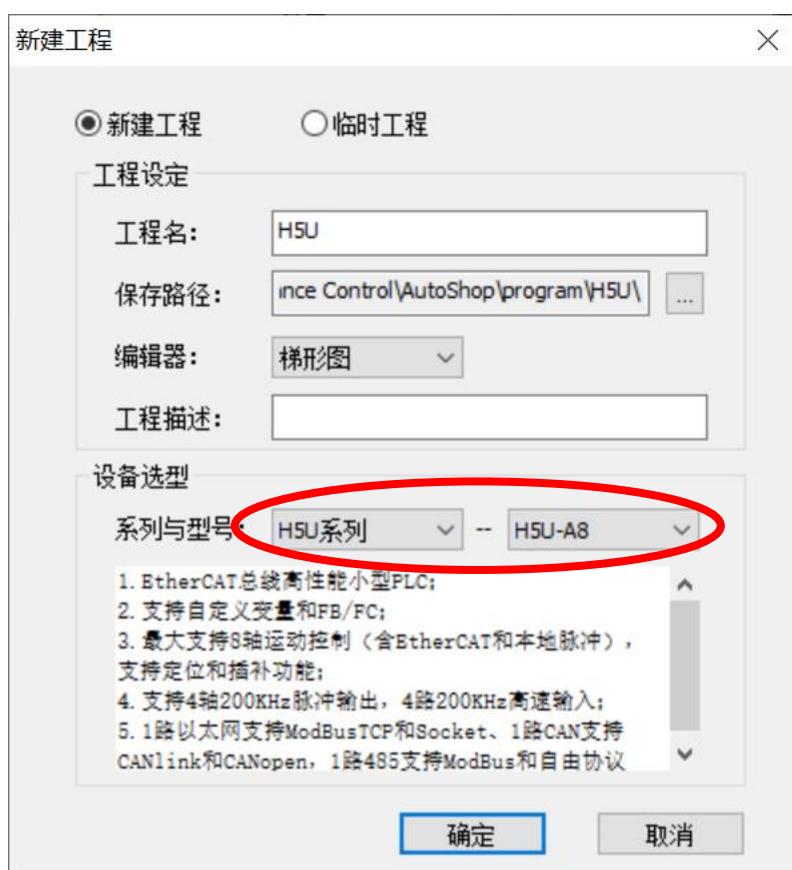 新建工程
新建工程 临时工程
工程设定
工程名: H5U
保存路径: nce Control\AutoShop\program\H5U\ ...
编辑器: 梯形图
工程描述:
设备选型
系列与型号: H5U系列 -- H5U-A8
1. EtherCAT总线高性能小型PLC;
2. 支持自定义变量和FB/FC;
3. 最大支持8轴运动控制（含EtherCAT和本地脉冲），
支持定位和插补功能;
4. 支持4轴200KHz脉冲输出，4路200KHz高速输入;
5. 1路以太网支持ModBusTCP和Socket、1路CAN支持
CANlink和CANopen，1路485支持ModBus和自由协议
确定 取消